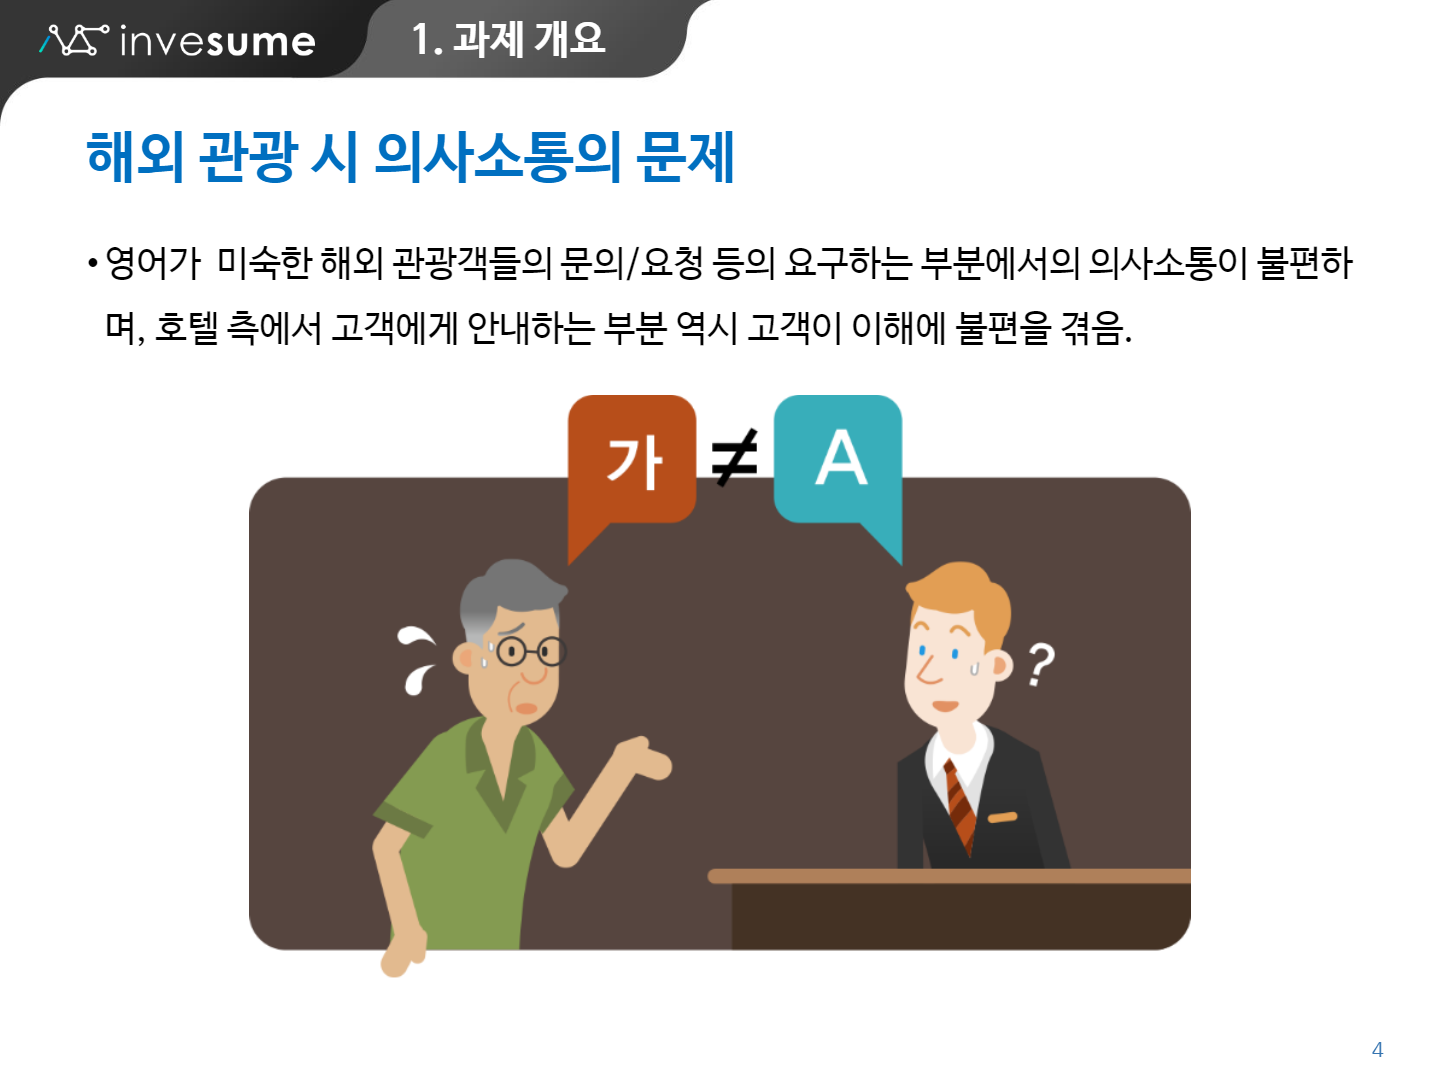 invesume
1. 과제 개요
해외 관광 시 의사소통의 문제
• 영어가  미숙한 해외 관광객들의 문의/요청 등의 요구하는 부분에서의 의사소통이 불편하
며, 호텔 측에서 고객에게 안내하는 부분 역시 고객이 이해에 불편을 겪음.
가 ≠ A
?
4